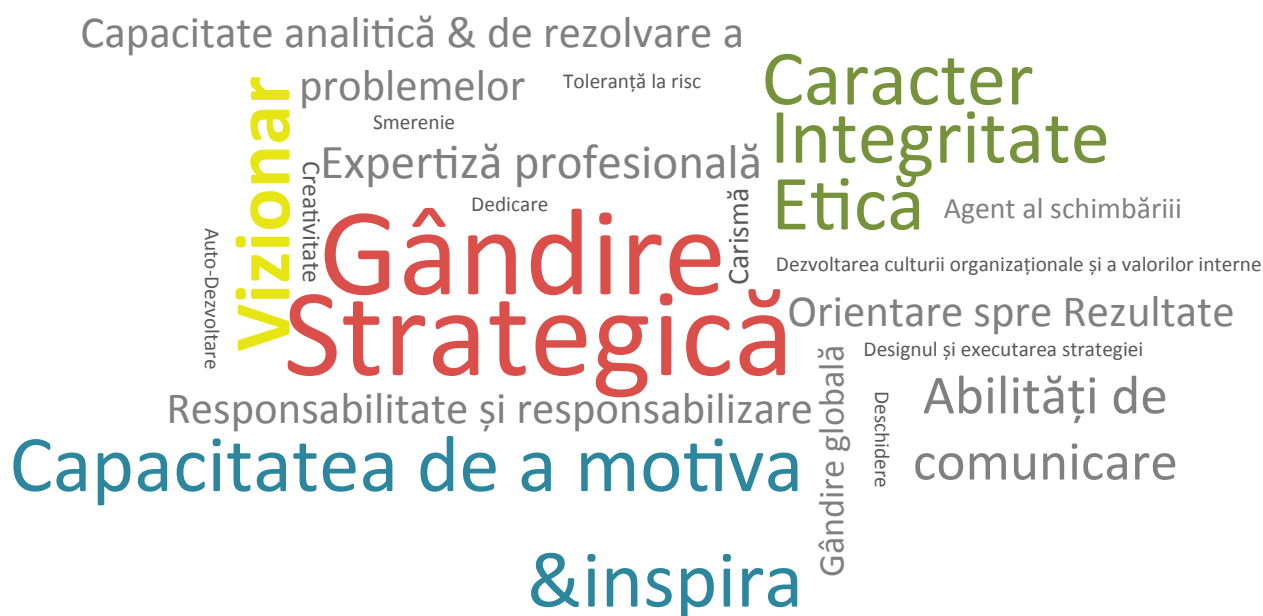 Capacitate analitică & de rezolvare a
problemelor
Toleranță la risc
Smerenie
Expertiză profesională
Dedicare
Vizionar
Creativitate
Auto-Dezvoltare
Carismă
Gândire
Strategică
Caracter
Integritate
Etică
Agent al schimbăriii
Dezvoltarea culturii organizaționale și a valorilor interne
Orientare spre Rezultate
Designul și executarea strategiei
Responsabilitate și responsabilizare
Gândire globală
Deschidere
Abilități de
comunicare
Capacitatea de a motiva
&inspira